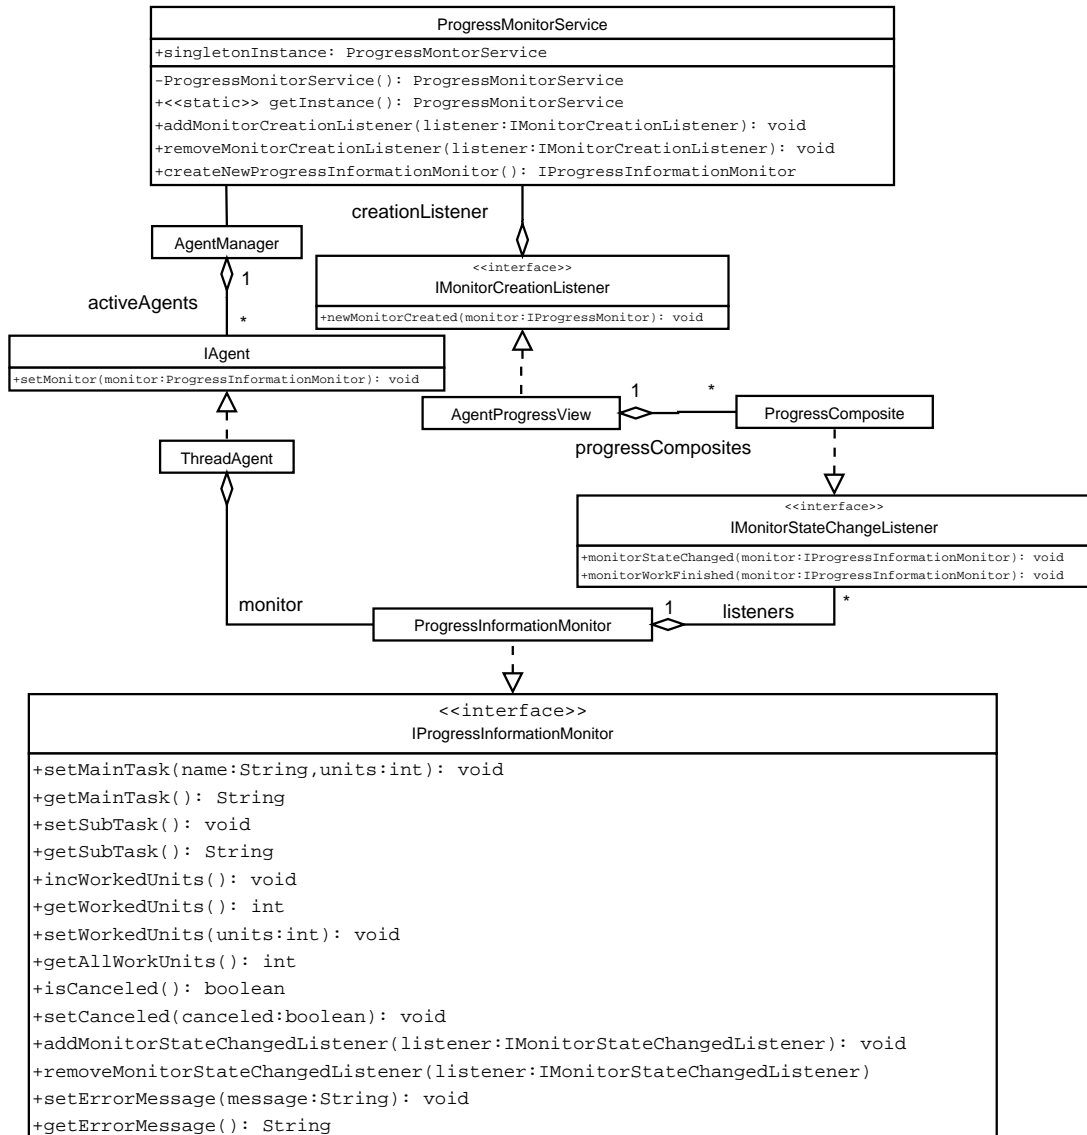 ProgressMonitorService
+singletonInstance: ProgressMontorService
-ProgressMonitorService(): ProgressMonitorService
+<<static>> getInstance(): ProgressMonitorService
+addMonitorCreationListener(listener:IMonitorCreationListener): void
+removeMonitorCreationListener(listener:IMonitorCreationListener): void
+createNewProgressInformationMonitor(): IProgressInformationMonitor
creationListener
AgentManager
1
activeAgents
*
<<interface>>
IMonitorCreationListener
+newMonitorCreated(monitor:IProgressMonitor): void
IAgent
+setMonitor(monitor:ProgressInformationMonitor): void
AgentProgressView
1
*
ProgressComposite
progressComposites
ThreadAgent
<<interface>>
IMonitorStateChangeListener
+monitorStateChanged(monitor:IProgressInformationMonitor): void
+monitorWorkFinished(monitor:IProgressInformationMonitor): void
monitor
ProgressInformationMonitor
1
listeners
*
<<interface>>
IProgressInformationMonitor
+setMainTask(name:String,units:int): void
+getMainTask(): String
+setSubTask(): void
+getSubTask(): String
+incWorkedUnits(): void
+getWorkedUnits(): int
+setWorkedUnits(units:int): void
+getAllWorkUnits(): int
+isCanceled(): boolean
+setCanceled(canceled:boolean): void
+addMonitorStateChangedListener(listener:IMonitorStateChangedListener): void
+removeMonitorStateChangedListener(listener:IMonitorStateChangedListener)
+setErrorMessage(message:String): void
+getErrorMessage(): String